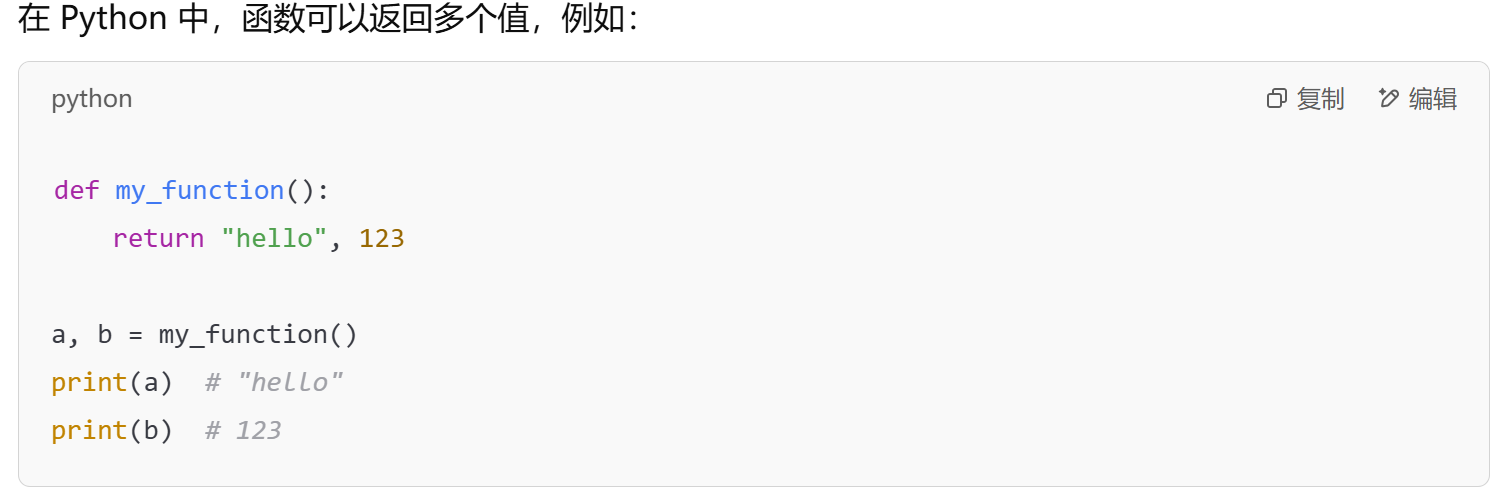 在 Python 中，函数可以返回多个值，例如：
python
复制 编辑
def my_function():
    return "hello", 123
a, b = my_function()
print(a)  # "hello"
print(b)  # 123